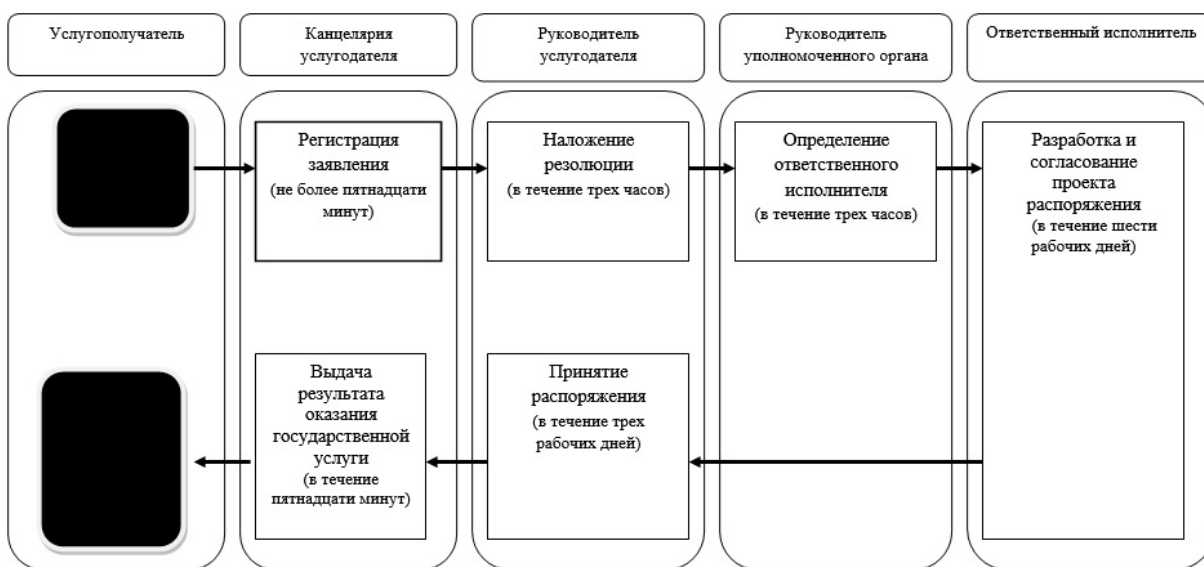 Услугополучатель
Канцелярия
услугодателя
Руководитель
услугодателя
Руководитель
уполномоченного органа
Ответственный исполнитель
Регистрация
заявления
(не более пятнадцати
минут)
Наложение
резолюции
(в течение трех часов)
Определение
ответственного
исполнителя
(в течение трех часов)
Разработка и
согласование
проекта
распоряжения
(в течение шести
рабочих дней)
Выдача
результата
оказания
государственной
услуги
(в течение
пятнадцати минут)
Принятие
распоряжения
(в течение трех
рабочих дней)